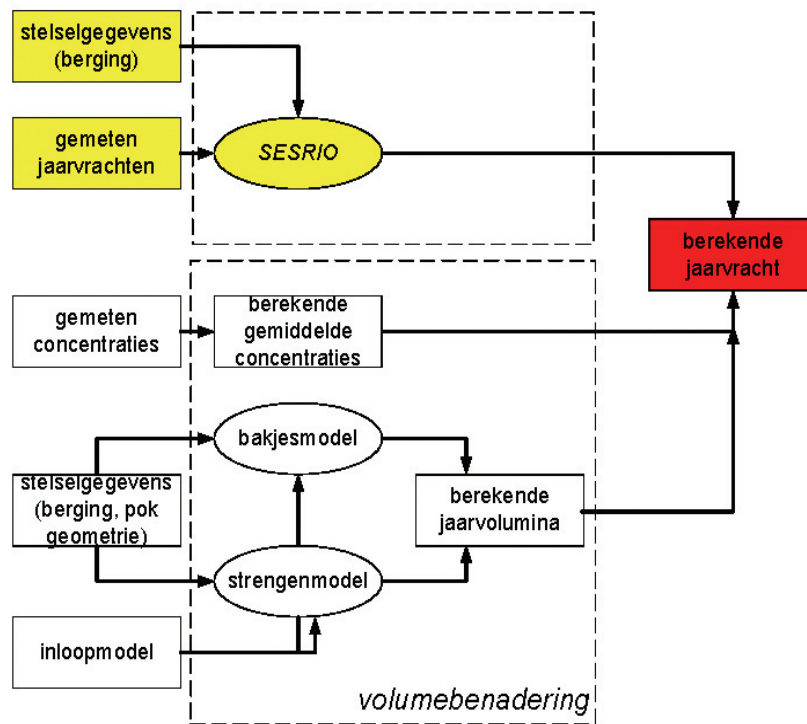 stelselgegevens
(berging)
gemeten
jaarvrachten
SESRIO
berekende
jaarvracht
gemeten
concentraties
berekende
gemiddelde
concentraties
bakjesmodel
stelselgegevens
(berging, pok
geometrie)
berekende
jaarvolumina
strengenmodel
inloopmodel
volumebenadering